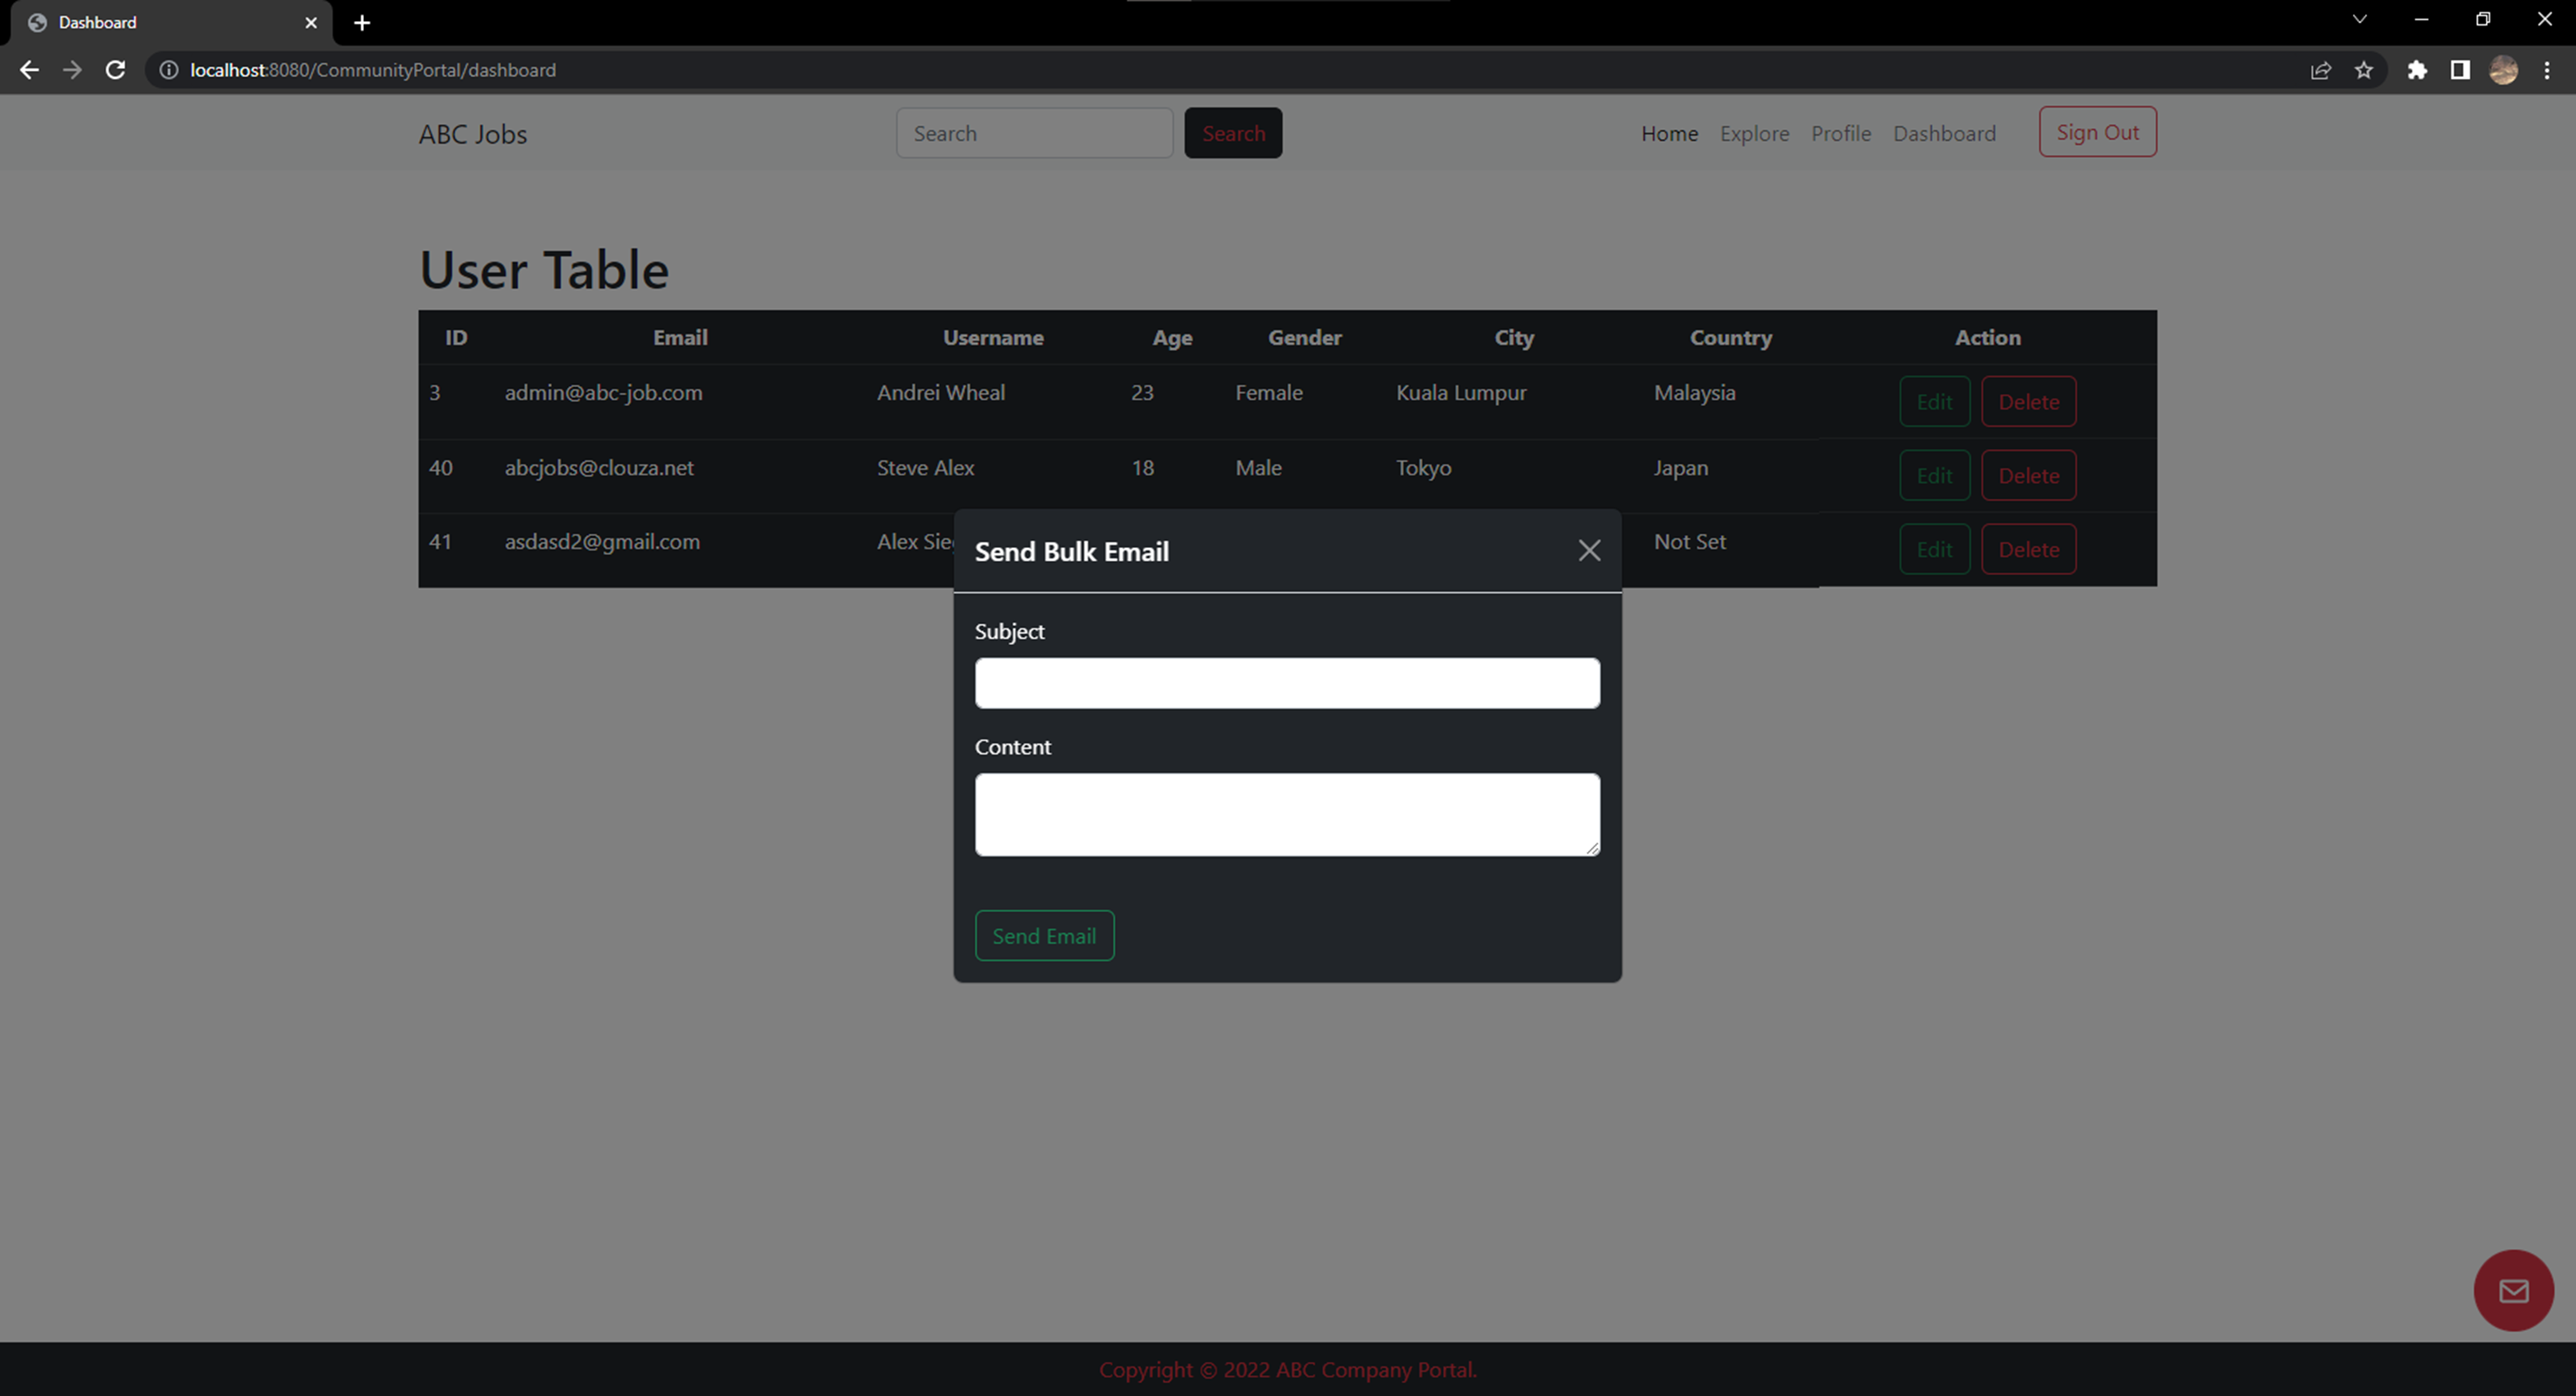 Dashboard
localhost:8080/CommunityPortal/dashboard
ABC Jobs Search Search Home Explore Profile Dashboard Sign Out
User Table
ID Email Username Age Gender City Country Action
3 admin@abc-job.com Andrei Wheal 23 Female Kuala Lumpur Malaysia Edit Delete
40 abcjobs@clouza.net Steve Alex 18 Male Tokyo Japan Edit Delete
41 asdasd2@gmail.com Alex Not Set Edit Delete
Send Bulk Email
Subject
Content
Send Email
Copyright © 2022 ABC Company Portal.